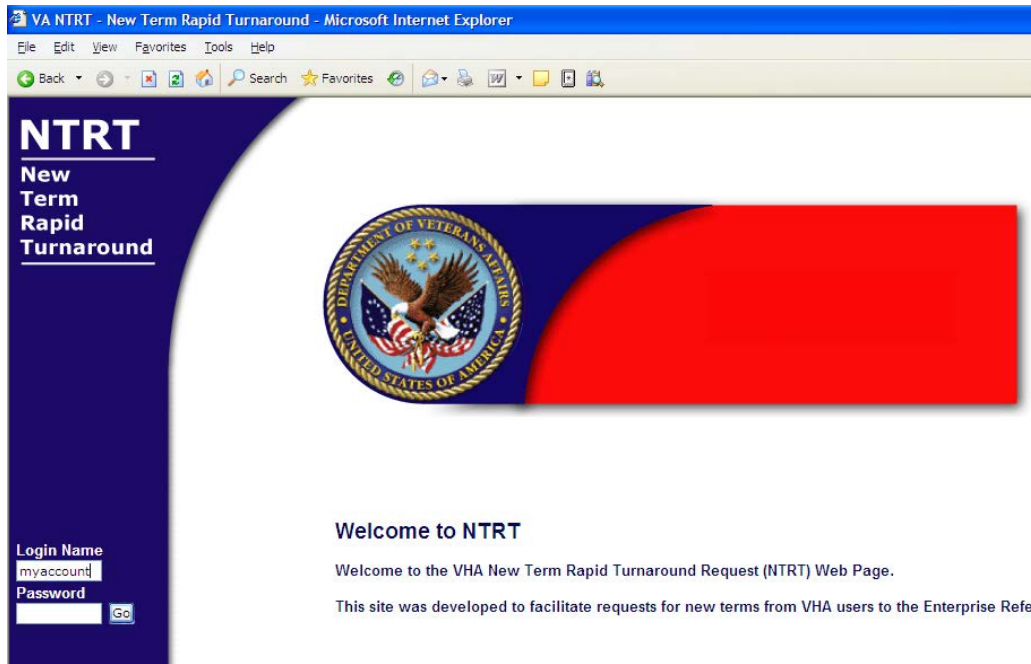 VA NTRT - New Term Rapid Turnaround - Microsoft Internet Explorer
File Edit View Favorites Tools Help
Back Search Favorites
NTRT
New
Term
Rapid
Turnaround
DEPARTMENT OF VETERANS AFFAIRS
UNITED STATES OF AMERICA
Welcome to NTRT
Welcome to the VHA New Term Rapid Turnaround Request (NTRT) Web Page.
This site was developed to facilitate requests for new terms from VHA users to the Enterprise Refe
Login Name
myaccount
Password
Go